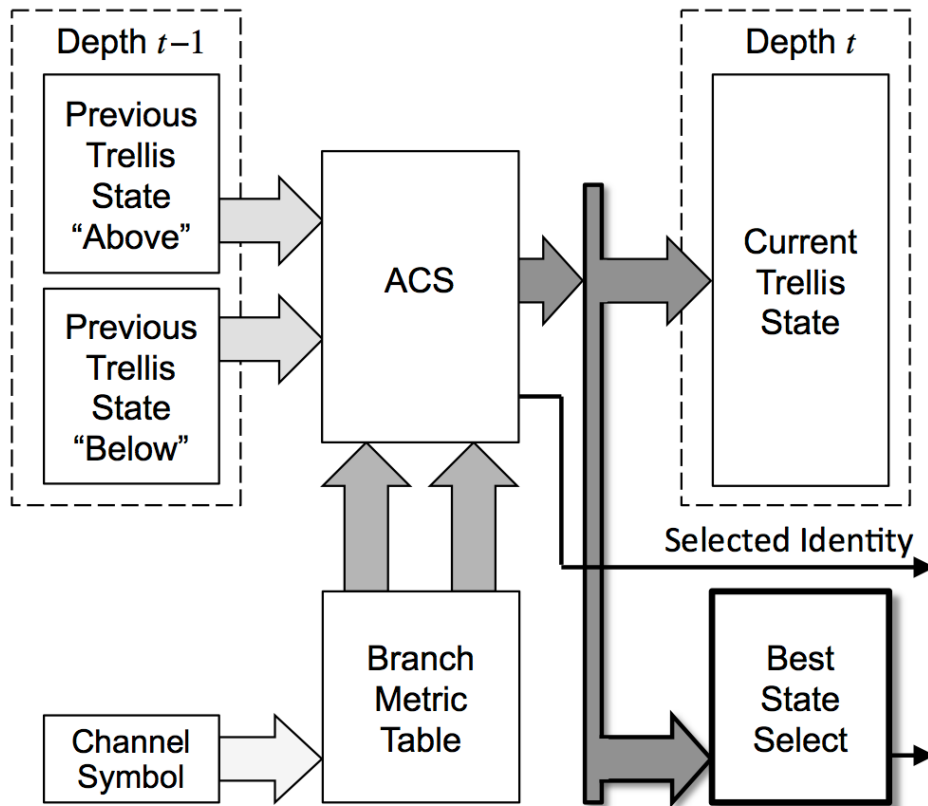 Depth t–1
Previous
Trellis
State
“Above”
Previous
Trellis
State
“Below”
ACS
Depth t
Current
Trellis
State
Selected Identity
Branch
Metric
Table
Channel
Symbol
Best
State
Select